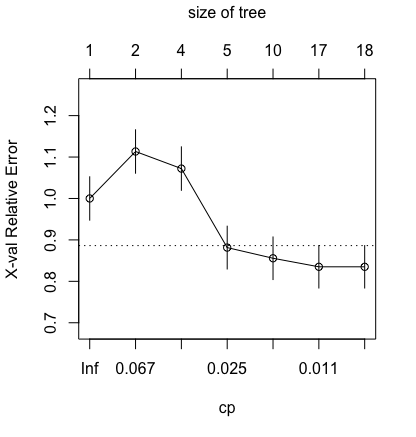 size of tree
1 2 4 5 10 17 18
X-val Relative Error
1.2
1.1
1.0
0.9
0.8
0.7
Inf 0.067 0.025 0.011
cp